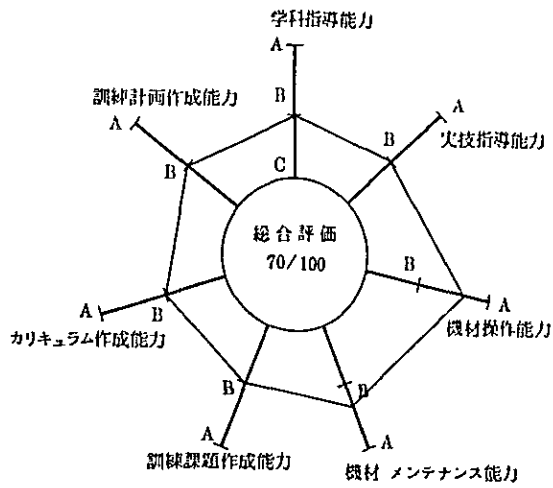 学科指導能力
A
B
C
訓練計画作成能力
A
B
A
B
実技指導能力
総合評価
70/100
B
A
機材操作能力
A
B
カリキュラム作成能力
B
A
訓練課題作成能力
B
A
機材 メンテナンス能力